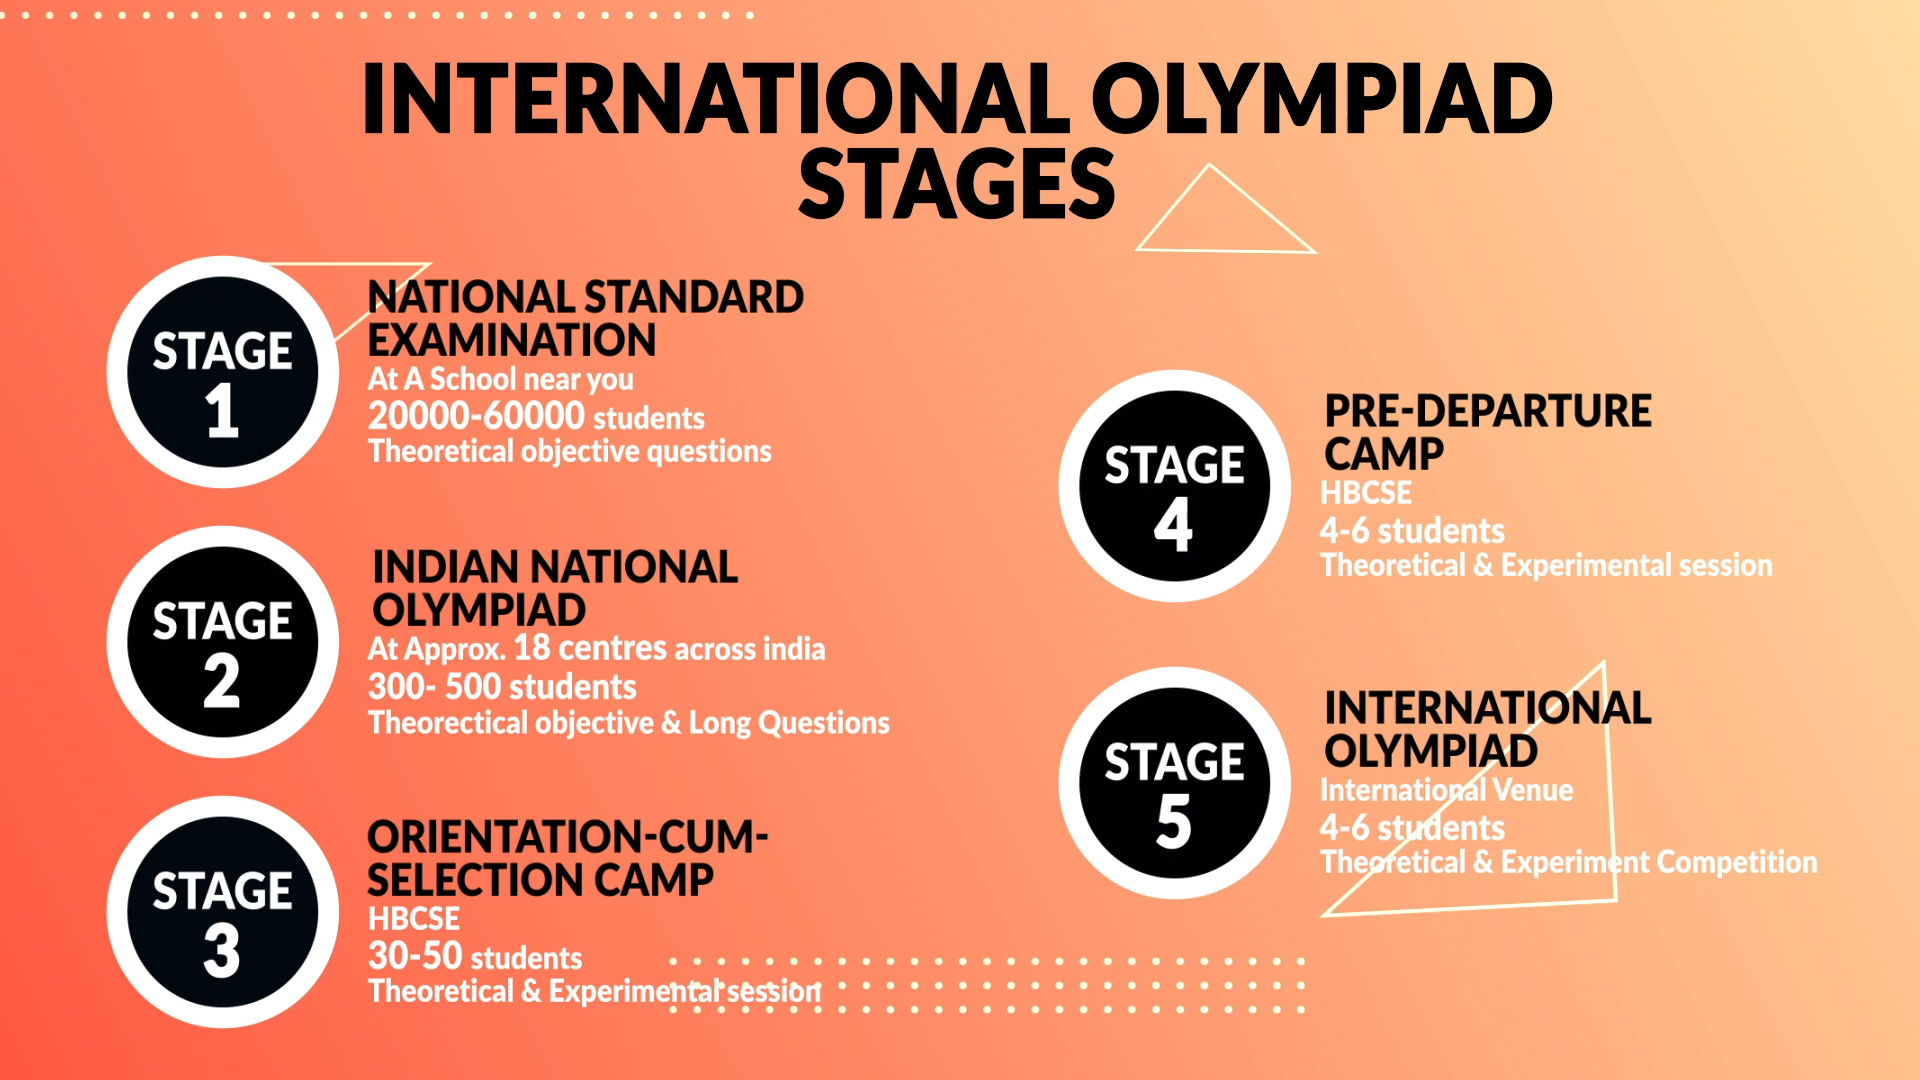 INTERNATIONAL OLYMPIAD
STAGES
STAGE
1
NATIONAL STANDARD
EXAMINATION
At A School near you
20000-60000 students
Theoretical objective questions
STAGE
2
INDIAN NATIONAL
OLYMPIAD
At Approx. 18 centres across india
300- 500 students
Theorectical objective & Long Questions
STAGE
3
ORIENTATION-CUM-
SELECTION CAMP
HBCSE
30-50 students
Theoretical & Experimental session
STAGE
4
PRE-DEPARTURE
CAMP
HBCSE
4-6 students
Theoretical & Experimental session
STAGE
5
INTERNATIONAL
OLYMPIAD
International Venue
4-6 students
Theoretical & Experiment Competition